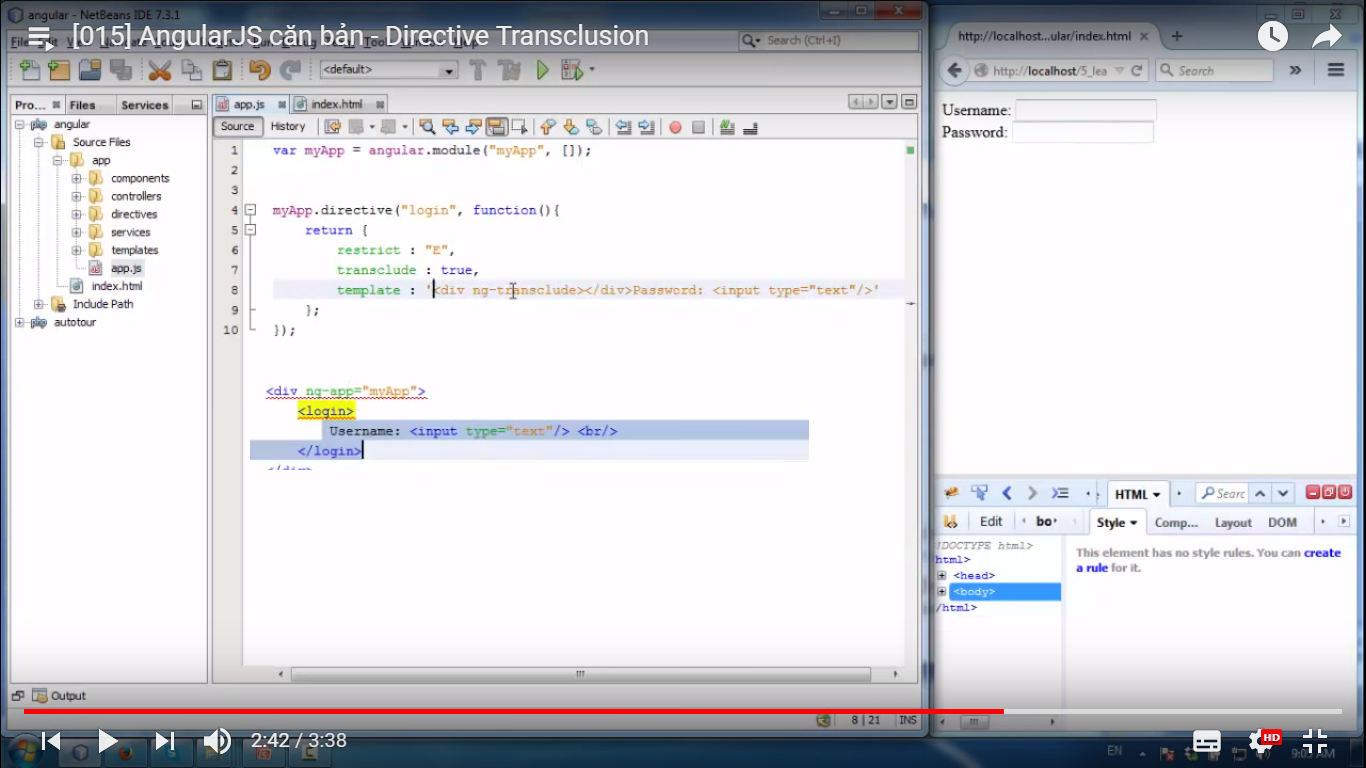 angular - NetBeans IDE 7.3.1
[015] AngularJS căn bản - Directive Transclusion
Search (Ctrl+I)
<default>
Pro...
Files
Services
angular
Source Files
app
components
controllers
directives
services
templates
app.js
index.html
Include Path
autotour
app.js
index.html
Source
History
1 var myApp = angular.module("myApp", []);
2
3
4 myApp.directive("login", function(){
5 return {
6 restrict : "E",
7 transclude : true,
8 template : '<div ng-transclude></div>Password: <input type="text"/>'
9 };
10 });
<div ng-app="myApp">
<login>
Username: <input type="text"/> <br/>
</login>
</div>
Output
8 | 21 INS
http://localhost...ular/index.html
http://localhost/5_lea
Search
Username:
Password:
HTML
Searc
Edit
bo
Style
Comp...
Layout
DOM
!DOCTYPE html>
html>
<head>
<body>
/html>
This element has no style rules. You can create
a rule for it.
2:42 / 3:38
HD
EN